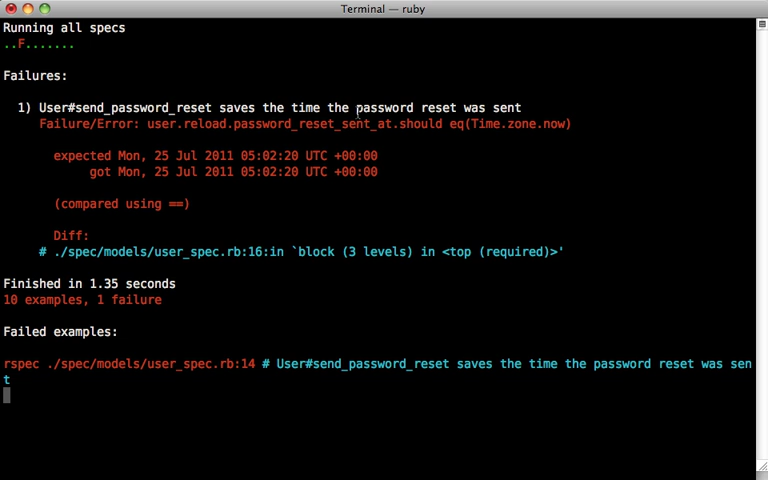 Terminal — ruby
Running all specs
..F.......
Failures:
1) User#send_password_reset saves the time the password reset was sent
Failure/Error: user.reload.password_reset_sent_at.should eq(Time.zone.now)
expected Mon, 25 Jul 2011 05:02:20 UTC +00:00
got Mon, 25 Jul 2011 05:02:20 UTC +00:00
(compared using ==)
Diff:
# ./spec/models/user_spec.rb:16:in `block (3 levels) in <top (required)>'
Finished in 1.35 seconds
10 examples, 1 failure
Failed examples:
rspec ./spec/models/user_spec.rb:14 # User#send_password_reset saves the time the password reset was sen
t